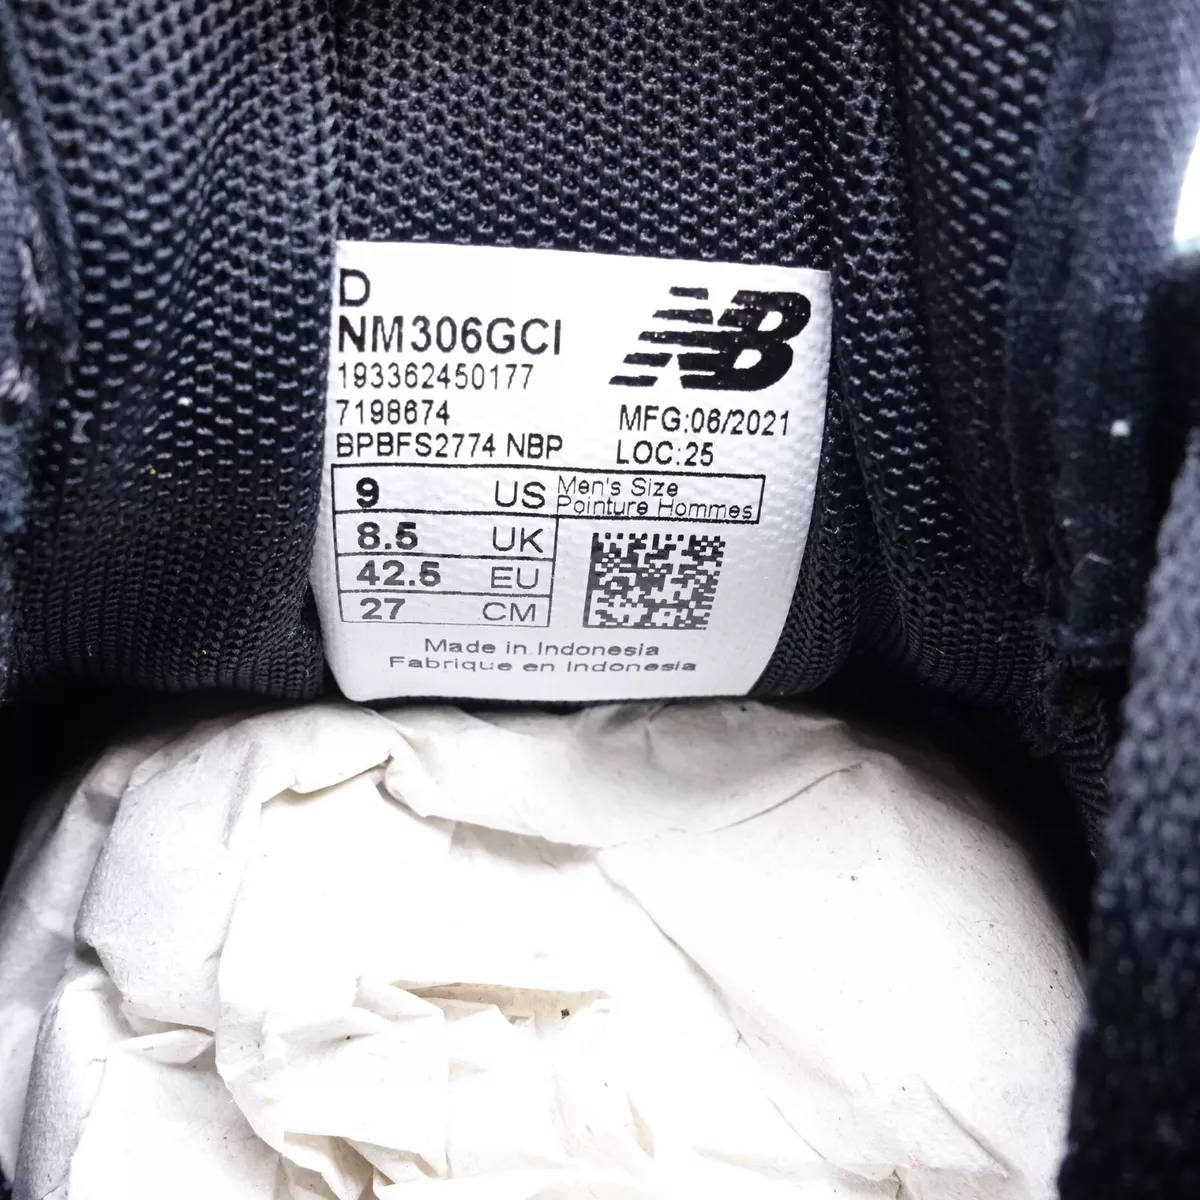 D
NM306GCI
193362450177
7198674
MFG:06/2021
BPBFS2774 NBP
LOC:25
NB
9 US
Men's Size
Pointure Hommes
8.5 UK
42.5 EU
27 CM
Made in Indonesia
Fabrique en Indonesia